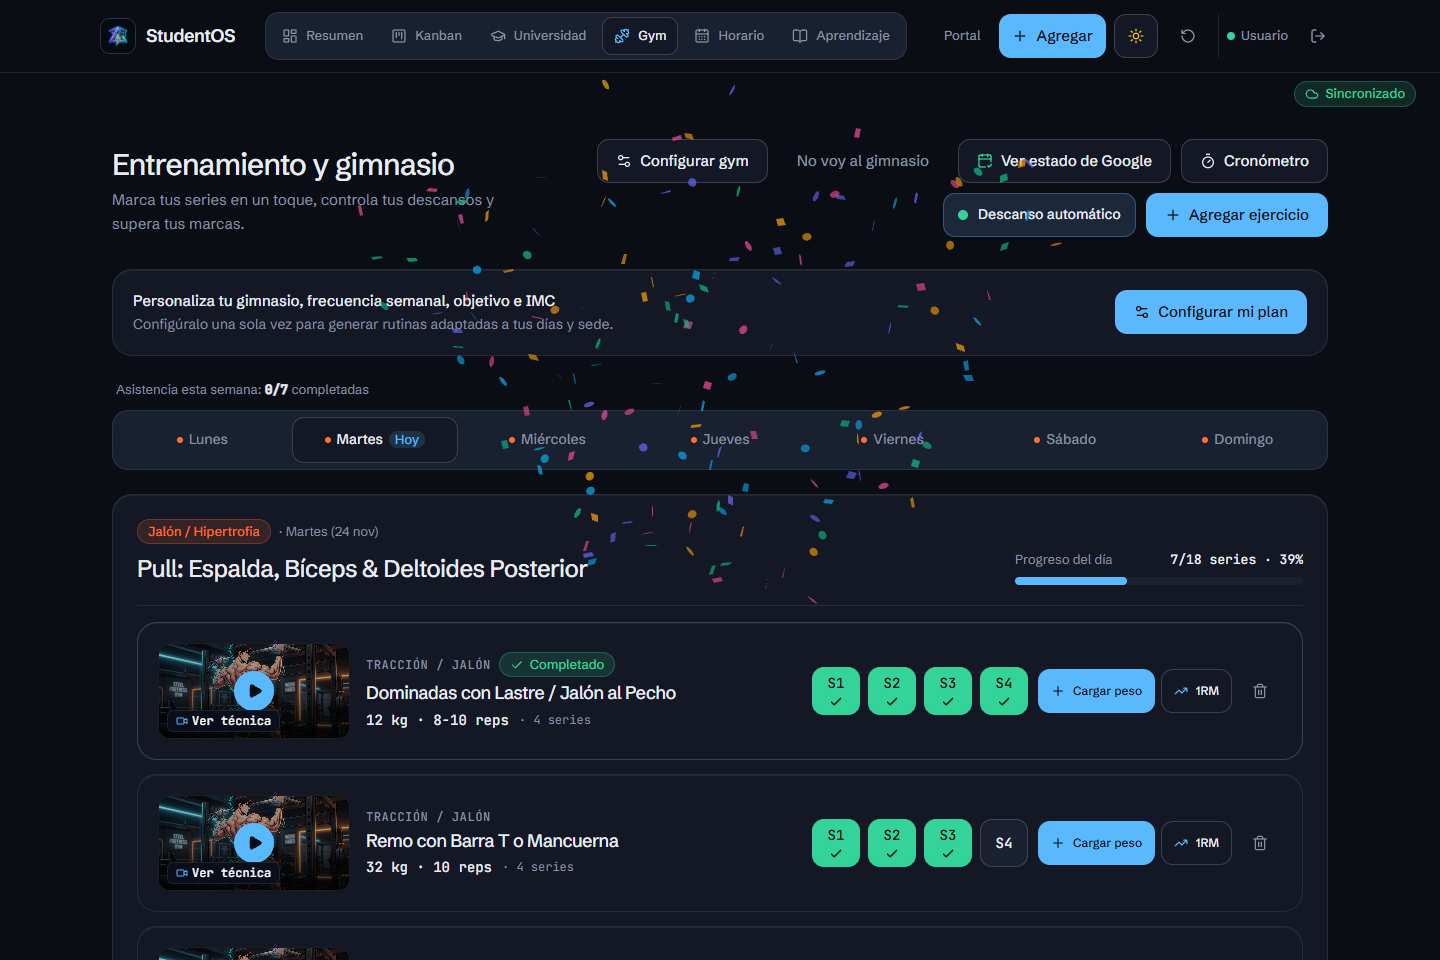 StudentOS
Resumen
Kanban
Universidad
Gym
Horario
Aprendizaje
Portal
Agregar
Usuario
Sincronizado
Entrenamiento y gimnasio
Marca tus series en un toque, controla tus descansos y
supera tus marcas.
Configurar gym
No voy al gimnasio
Ver estado de Google
Cronómetro
Descanso automático
Agregar ejercicio
Personaliza tu gimnasio, frecuencia semanal, objetivo e IMC
Configúralo una sola vez para generar rutinas adaptadas a tus días y sede.
Configurar mi plan
Asistencia esta semana: 0/7 completadas
Lunes
Martes Hoy
Miércoles
Jueves
Viernes
Sábado
Domingo
Jalón / Hipertrofia · Martes (24 nov)
Pull: Espalda, Bíceps & Deltoides Posterior
Progreso del día 7/18 series · 39%
TRACCIÓN / JALÓN Completado
Dominadas con Lastre / Jalón al Pecho
12 kg · 8-10 reps · 4 series
Ver técnica
S1 S2 S3 S4
Cargar peso
1RM
TRACCIÓN / JALÓN
Remo con Barra T o Mancuerna
32 kg · 10 reps · 4 series
Ver técnica
S1 S2 S3 S4
Cargar peso
1RM